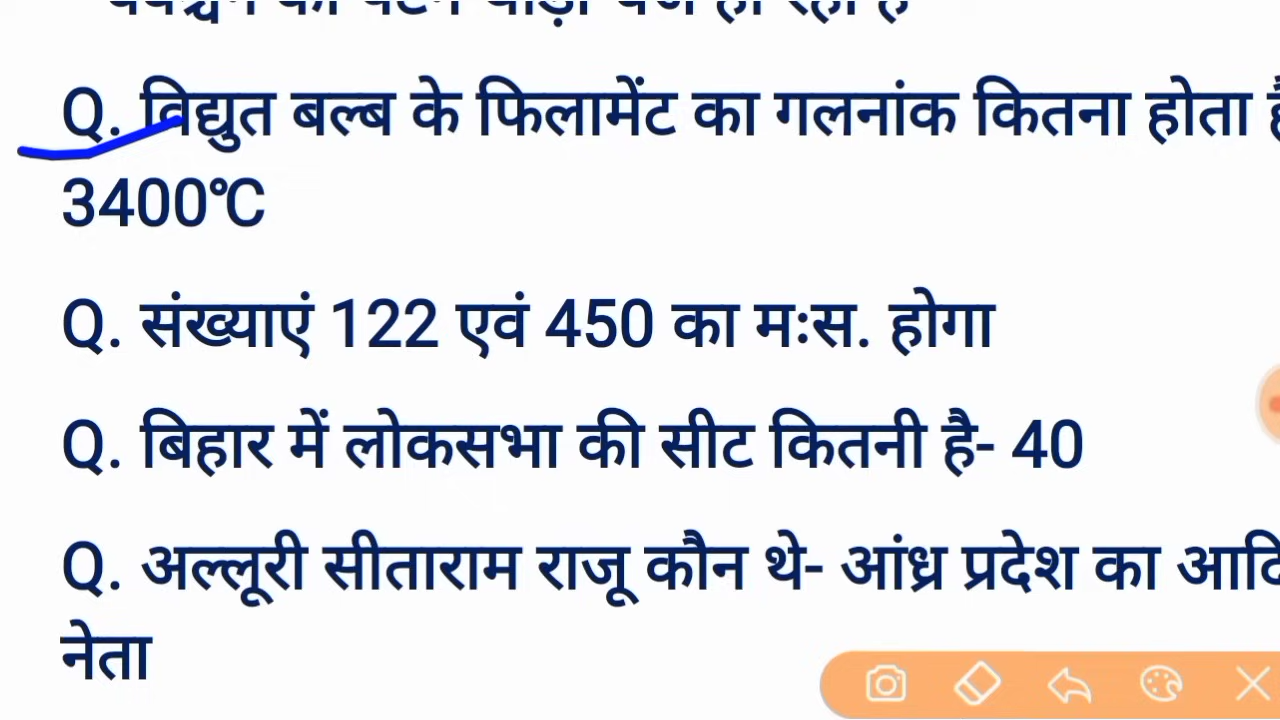 Q. विद्युत बल्ब के फिलामेंट का गलनांक कितना होता
3400℃
Q. संख्याएं 122 एवं 450 का मःस. होगा
Q. बिहार में लोकसभा की सीट कितनी है- 40
Q. अल्लूरी सीताराम राजू कौन थे- आंध्र प्रदेश का
नेता